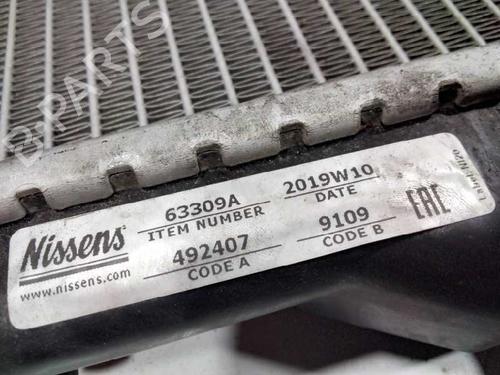 B-PARTS
Nissens
www.nissens.com
63309A
ITEM NUMBER
492407
CODE A
2019W10
DATE
9109
CODE B
EAC